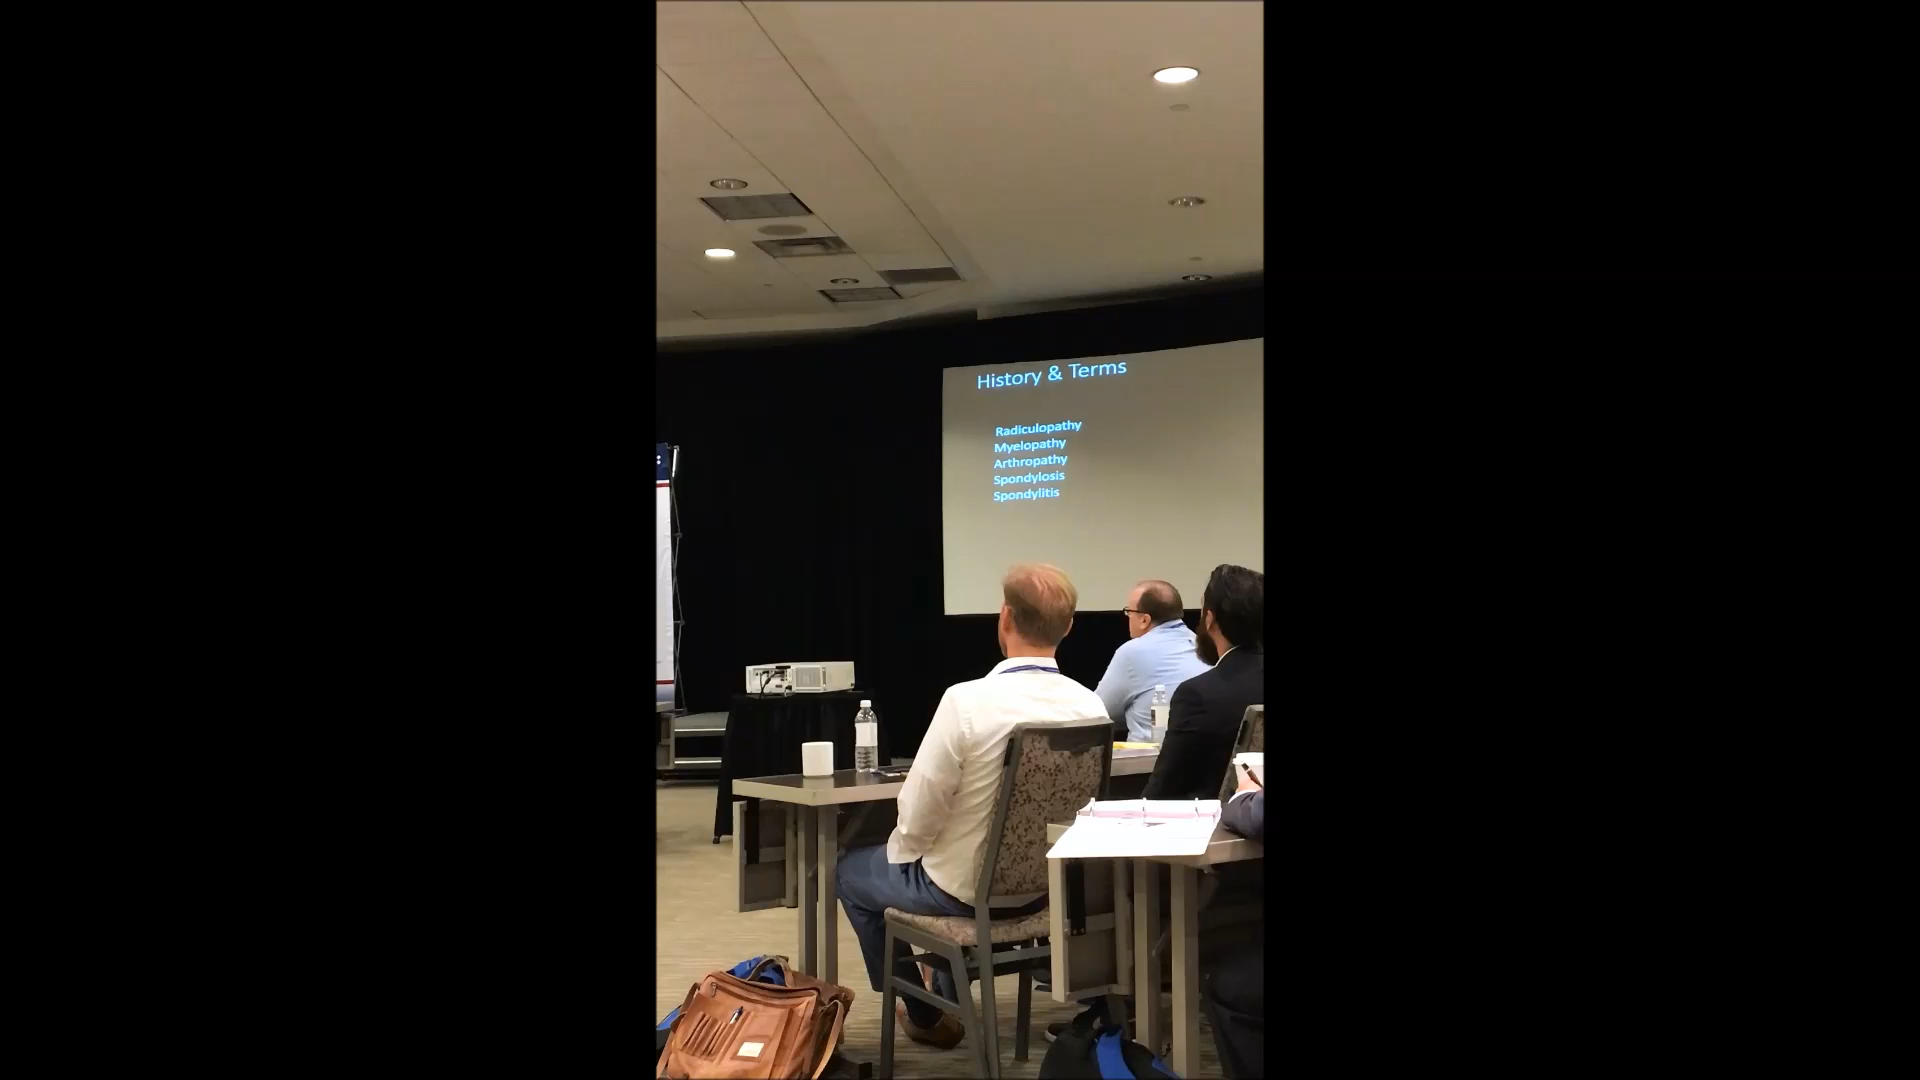 History & Terms
Radiculopathy
Myelopathy
Arthropathy
Spondylosis
Spondylitis